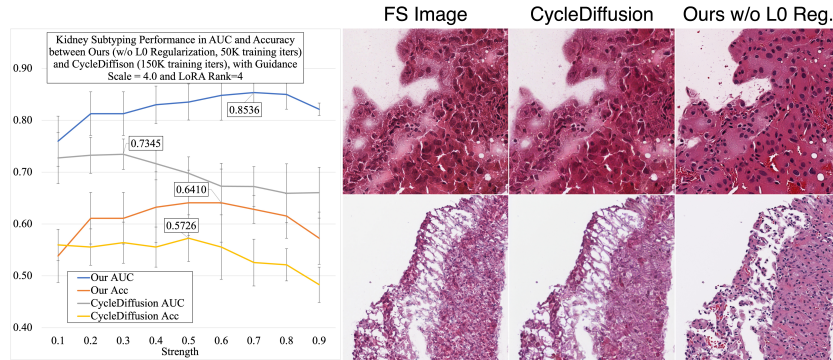 FS Image
CycleDiffusion
Ours w/o L0 Reg.
Kidney Subtyping Performance in AUC and Accuracy
between Ours (w/o L0 Regularization, 50K training iters)
and CycleDiffison (150K training iters), with Guidance
Scale = 4.0 and LoRA Rank=4
0.90
0.80
0.70
0.60
0.50
0.40
0.8536
0.7345
0.6410
0.5726
Our AUC
Our Acc
CycleDiffusion AUC
CycleDiffusion Acc
0.1 0.2 0.3 0.4 0.5 0.6 0.7 0.8 0.9
Strength